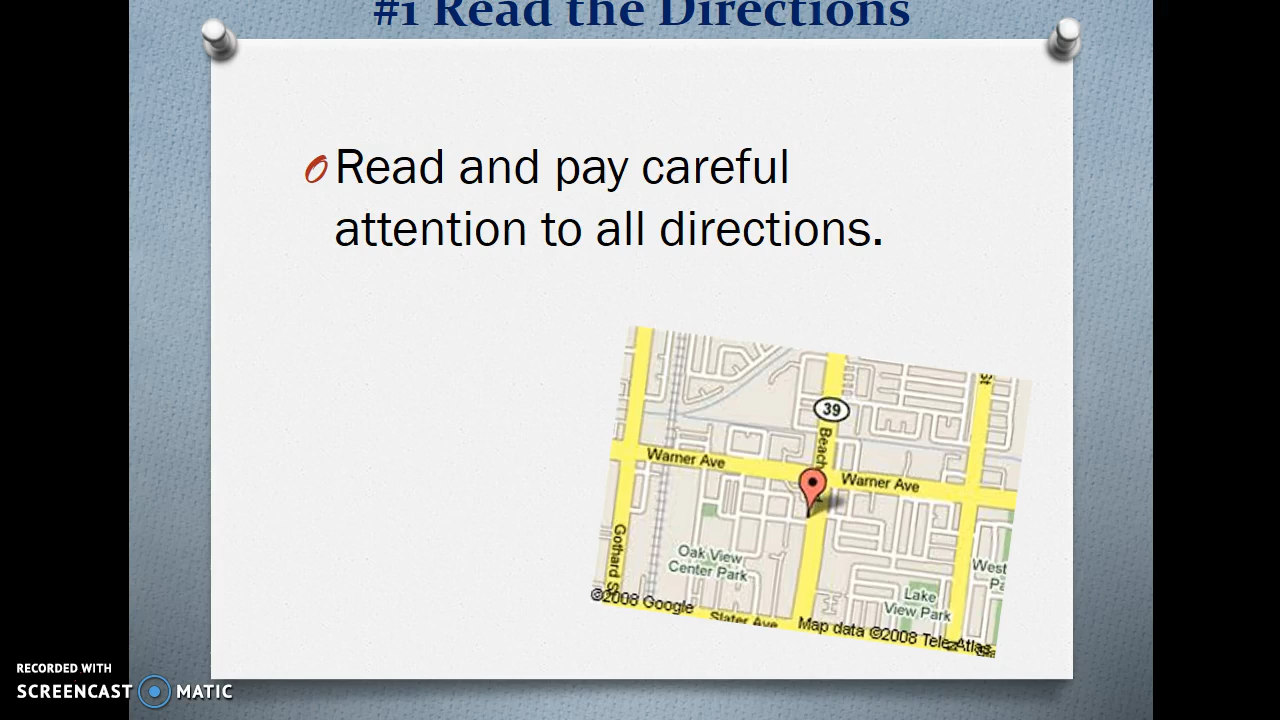 #1 Read the Directions
Read and pay careful
attention to all directions.
St
39
Beach
Warner Ave
Warner Ave
Gothard St
Oak View
Center Park
West
Pa
Lake
View Park
©2008 Google
Slater Ave
Map data ©2008 Tele Atlas
RECORDED WITH
SCREENCAST MATIC